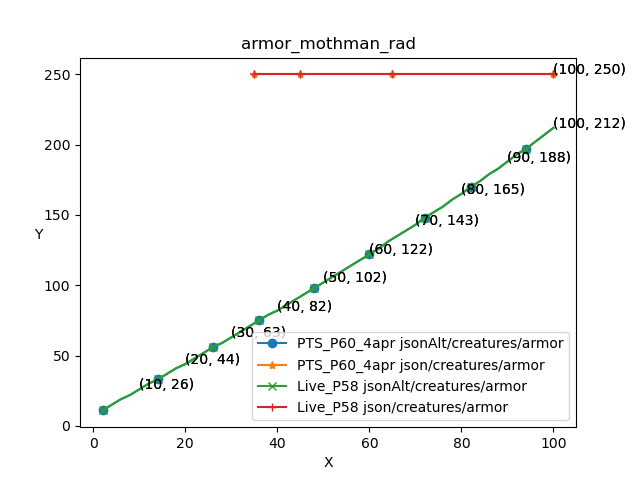 armor_mothman_rad
250
200
150
100
50
0
Y
(100, 250)
(100, 212)
(90, 188)
(80, 165)
(70, 143)
(60, 122)
(50, 102)
(40, 82)
(30, 63)
(20, 44)
(10, 26)
PTS_P60_4apr jsonAlt/creatures/armor
PTS_P60_4apr json/creatures/armor
Live_P58 jsonAlt/creatures/armor
Live_P58 json/creatures/armor
0 20 40 60 80 100
X